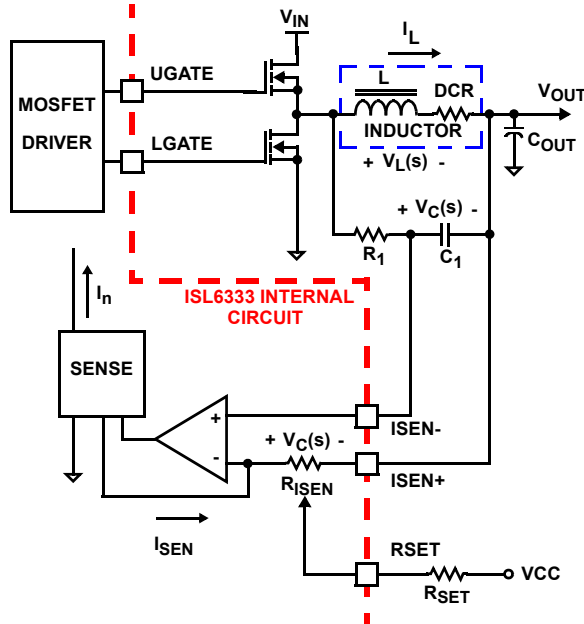 V_IN
I_L
MOSFET
DRIVER
UGATE
LGATE
L
DCR
INDUCTOR
V_OUT
C_OUT
+ V_L(s) -
+ V_C(s) -
R_1
C_1
I_n
ISL6333 INTERNAL
CIRCUIT
SENSE
+
-
+ V_C(s) -
R_ISEN
ISEN-
ISEN+
I_SEN
RSET
R_SET
VCC